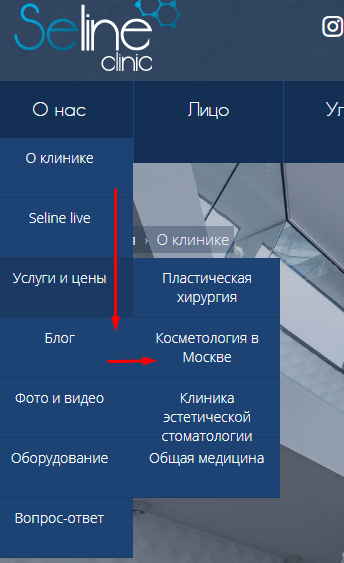 Seline
clinic
О нас
Лицо
Ут
О клинике
Seline live
а › О клинике
Услуги и цены
Пластическая
хирургия
Блог
Косметология в
Москве
Фото и видео
Клиника
эстетической
стоматологии
Оборудование
Общая медицина
Вопрос-ответ